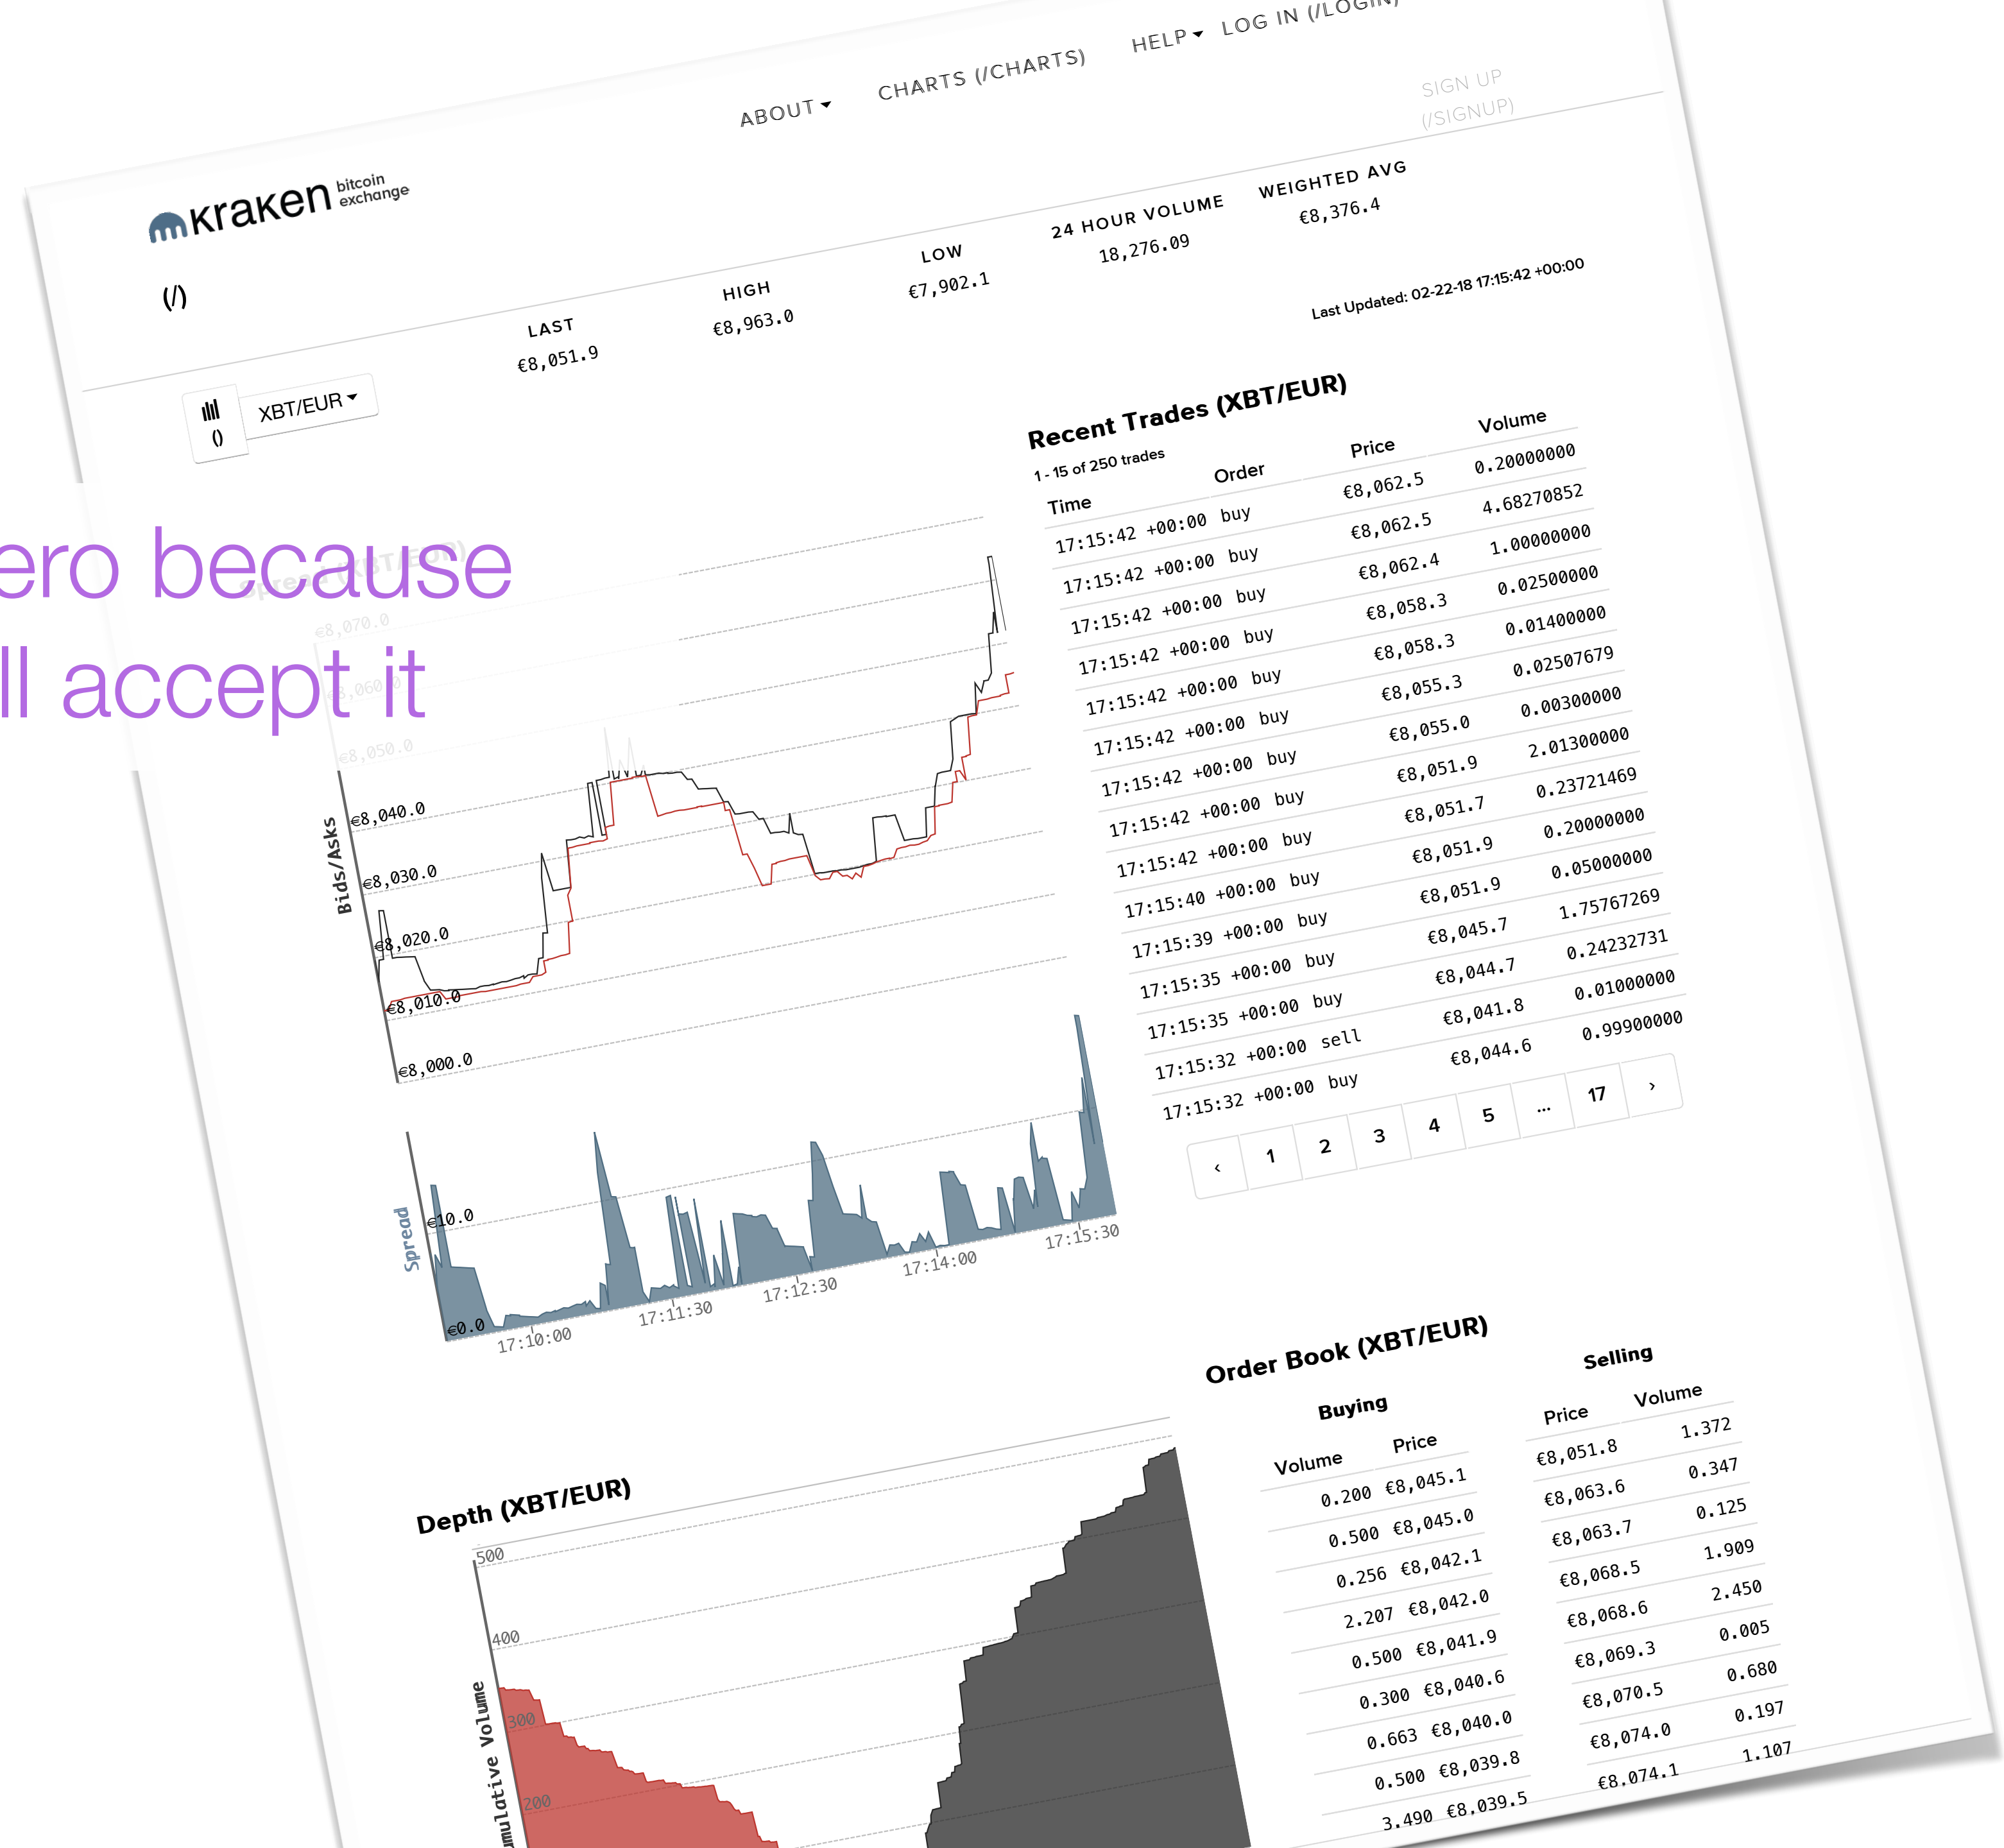 ABOUT CHARTS (/CHARTS) HELP LOG IN (/LOGIN)
SIGN UP
(/SIGNUP)
kraken bitcoin
exchange
(/)
LAST HIGH LOW 24 HOUR VOLUME WEIGHTED AVG
€8,051.9 €8,963.0 €7,902.1 18,276.09 €8,376.4
Last Updated: 02-22-18 17:15:42 +00:00
()
XBT/EUR
ero because
ll accept it
Spread (XBT/EUR)
€8,070.0
€8,060.0
€8,050.0
€8,040.0
€8,030.0
€8,020.0
€8,010.0
€8,000.0
Bids/Asks
€10.0
€0.0
Spread
17:10:00 17:11:30 17:12:30 17:14:00 17:15:30
Recent Trades (XBT/EUR)
1 - 15 of 250 trades
Time Order Price Volume
17:15:42 +00:00 buy €8,062.5 0.20000000
17:15:42 +00:00 buy €8,062.5 4.68270852
17:15:42 +00:00 buy €8,062.4 1.00000000
17:15:42 +00:00 buy €8,058.3 0.02500000
17:15:42 +00:00 buy €8,058.3 0.01400000
17:15:42 +00:00 buy €8,055.3 0.02507679
17:15:42 +00:00 buy €8,055.0 0.00300000
17:15:42 +00:00 buy €8,051.9 2.01300000
17:15:42 +00:00 buy €8,051.7 0.23721469
17:15:40 +00:00 buy €8,051.9 0.20000000
17:15:39 +00:00 buy €8,051.9 0.05000000
17:15:35 +00:00 buy €8,045.7 1.75767269
17:15:35 +00:00 buy €8,044.7 0.24232731
17:15:32 +00:00 sell €8,041.8 0.01000000
17:15:32 +00:00 buy €8,044.6 0.99900000
‹ 1 2 3 4 5 ... 17 ›
Depth (XBT/EUR)
500
400
300
200
umulative Volume
Order Book (XBT/EUR)
Buying Selling
Volume Price Price Volume
0.200 €8,045.1 €8,051.8 1.372
0.500 €8,045.0 €8,063.6 0.347
0.256 €8,042.1 €8,063.7 0.125
2.207 €8,042.0 €8,068.5 1.909
0.500 €8,041.9 €8,068.6 2.450
0.300 €8,040.6 €8,069.3 0.005
0.663 €8,040.0 €8,070.5 0.680
0.500 €8,039.8 €8,074.0 0.197
3.490 €8,039.5 €8,074.1 1.107